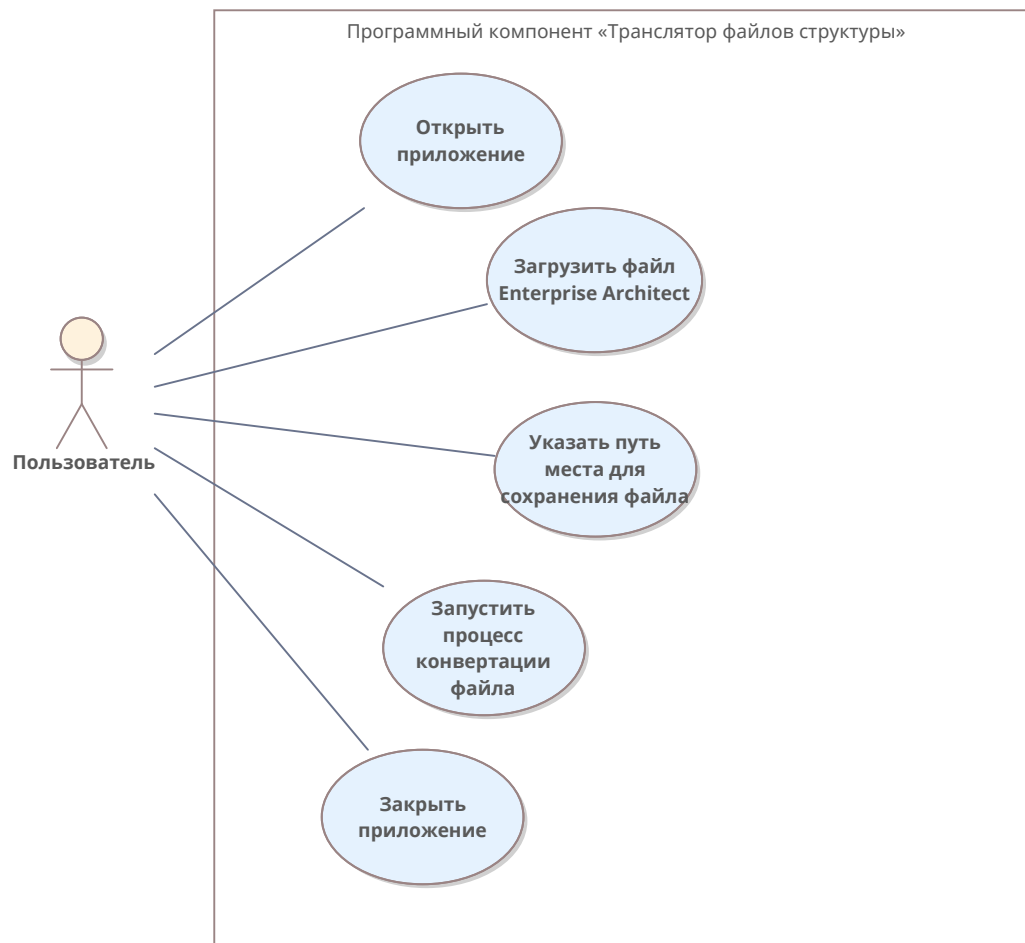 Программный компонент «Транслятор файлов структуры»
Открыть
приложение
Загрузить файл
Enterprise Architect
Пользователь
Указать путь
места для
сохранения файла
Запустить
процесс
конвертации
файла
Закрыть
приложение